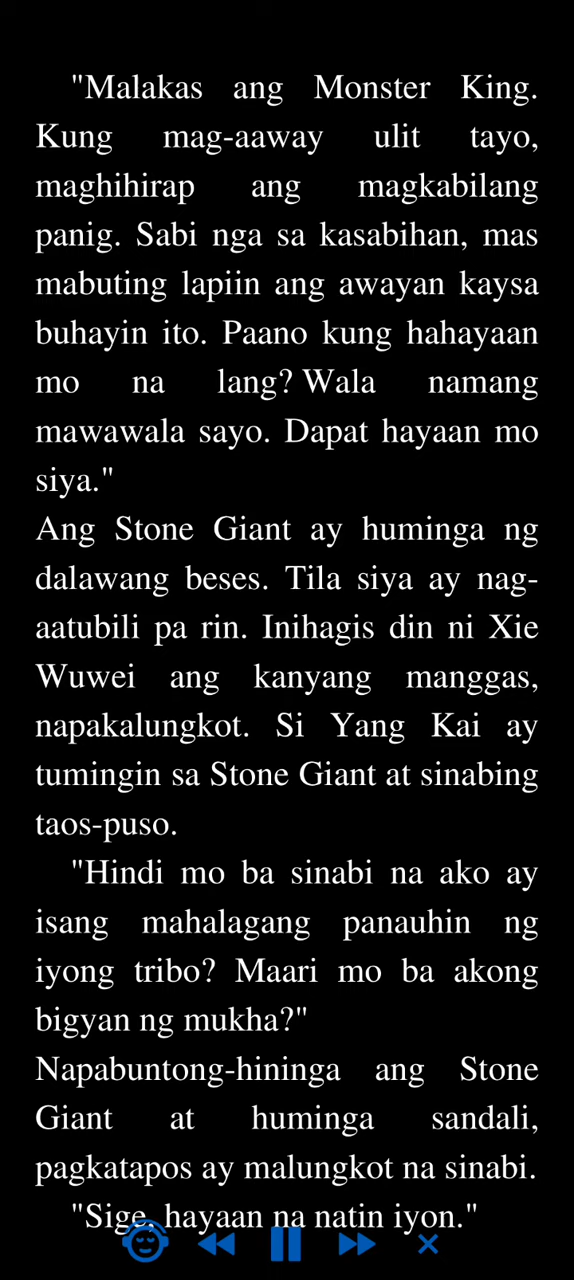 "Malakas ang Monster King.
Kung mag-aaway ulit tayo,
maghihirap ang magkabilang
panig. Sabi nga sa kasabihan, mas
mabuting lapiin ang awayan kaysa
buhayin ito. Paano kung hahayaan
mo na lang? Wala namang
mawawala sayo. Dapat hayaan mo
siya."
Ang Stone Giant ay huminga ng
dalawang beses. Tila siya ay nag-
aatubili pa rin. Inihagis din ni Xie
Wuwei ang kanyang manggas,
napakalungkot. Si Yang Kai ay
tumingin sa Stone Giant at sinabing
taos-puso.
"Hindi mo ba sinabi na ako ay
isang mahalagang panauhin ng
iyong tribo? Maari mo ba akong
bigyan ng mukha?"
Napabuntong-hininga ang Stone
Giant at huminga sandali,
pagkatapos ay malungkot na sinabi.
"Sige, hayaan na natin iyon."